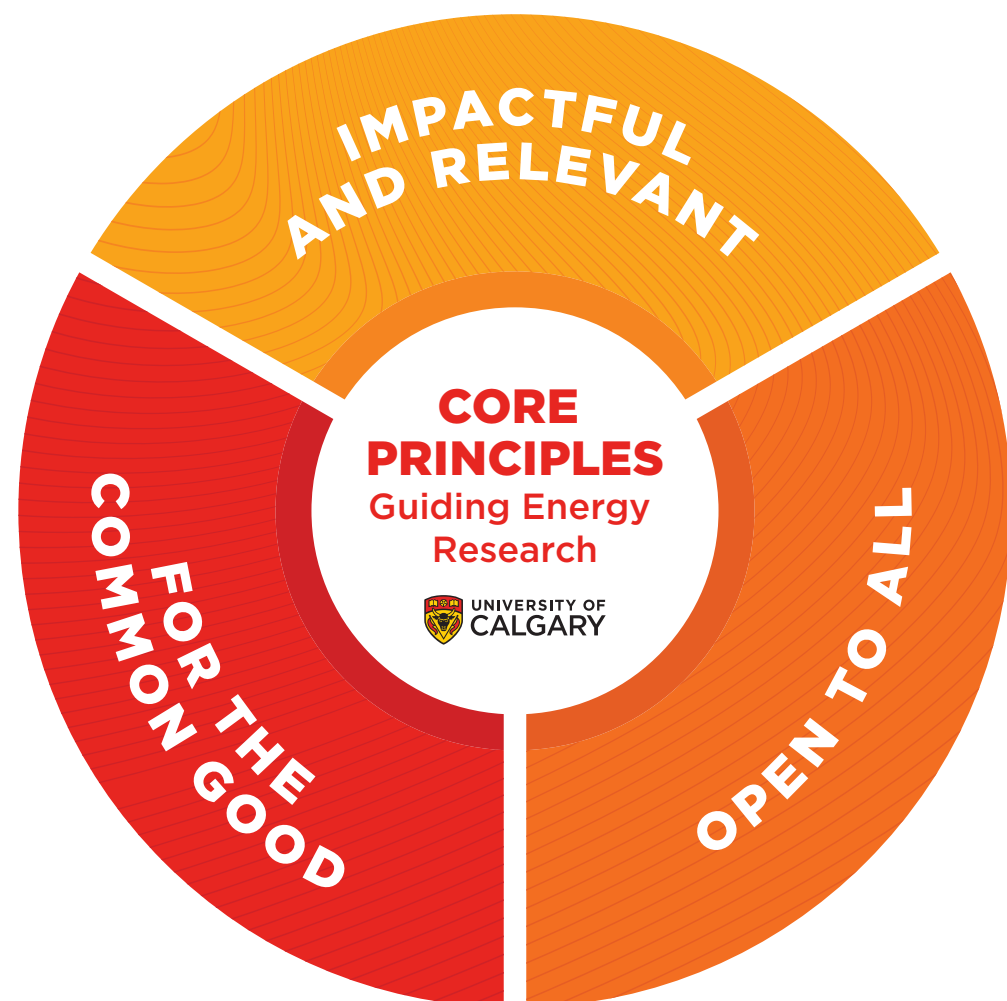 IMPACTFUL
AND RELEVANT
CORE
PRINCIPLES
Guiding Energy
Research
UNIVERSITY OF
CALGARY
FOR THE
COMMON GOOD
OPEN TO ALL